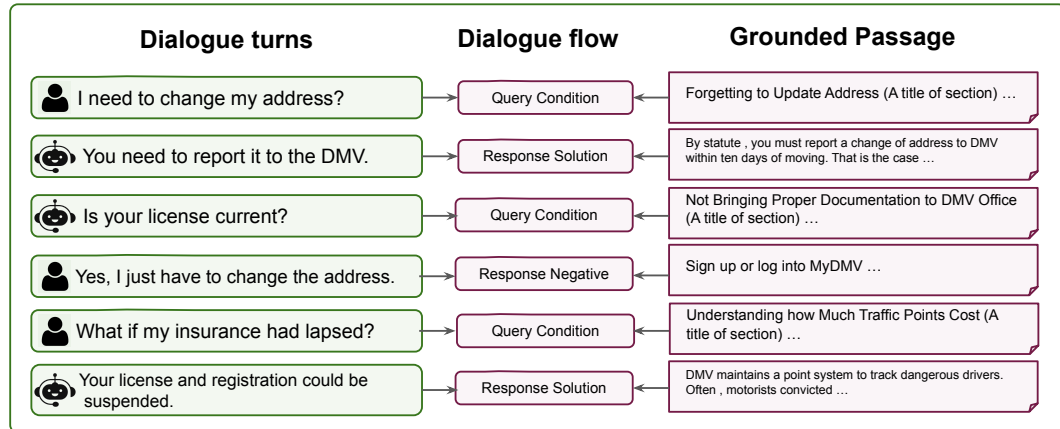 Dialogue turns
Dialogue flow
Grounded Passage
I need to change my address?
Query Condition
Forgetting to Update Address (A title of section) …
You need to report it to the DMV.
Response Solution
By statute , you must report a change of address to DMV
within ten days of moving. That is the case …
Is your license current?
Query Condition
Not Bringing Proper Documentation to DMV Office
(A title of section) …
Yes, I just have to change the address.
Response Negative
Sign up or log into MyDMV …
What if my insurance had lapsed?
Query Condition
Understanding how Much Traffic Points Cost (A
title of section) …
Your license and registration could be
suspended.
Response Solution
DMV maintains a point system to track dangerous drivers.
Often , motorists convicted …